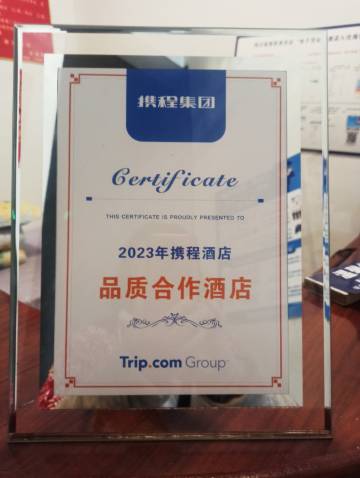 携程集团
Certificate
THIS CERTIFICATE IS PROUDLY PRESENTED TO
2023年携程酒店
品质合作酒店
Trip.com Group